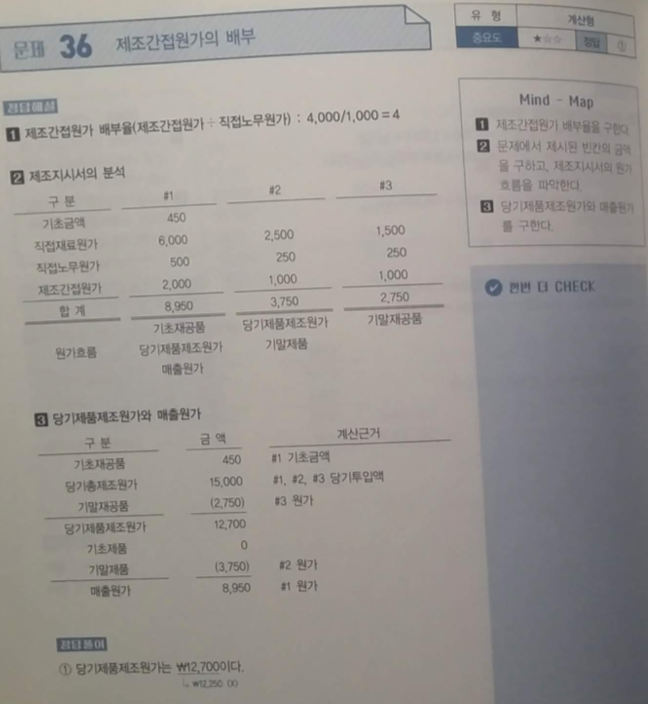 문제 36 제조간접원가의 배부
유 형 계산형
중요도 ★☆☆ 정답 ①
정답해설
1 제조간접원가 배부율(제조간접원가 ÷ 직접노무원가) : 4,000/1,000 = 4
2 제조지시서의 분석
구 분 #1 #2 #3
기초금액 450
직접재료원가 6,000 2,500 1,500
직접노무원가 500 250 250
제조간접원가 2,000 1,000 1,000
합 계 8,950 3,750 2,750
기초재공품 당기제품제조원가 기말재공품
원가흐름 당기제품제조원가 기말제품
매출원가
3 당기제품제조원가와 매출원가
구 분 금 액 계산근거
기초재공품 450 #1 기초금액
당기총제조원가 15,000 #1, #2, #3 당기투입액
기말재공품 (2,750) #3 원가
당기제품제조원가 12,700
기초제품 0
기말제품 (3,750) #2 원가
매출원가 8,950 #1 원가
정답풀이
① 당기제품제조원가는 ₩12,700이다.
₩12,250 (X)
Mind - Map
1 제조간접원가 배부율을 구한다.
2 문제에서 제시된 빈칸의 금액
을 구하고, 제조지시서의 원가
흐름을 파악한다.
3 당기제품제조원가와 매출원가
를 구한다.
한번 더 CHECK